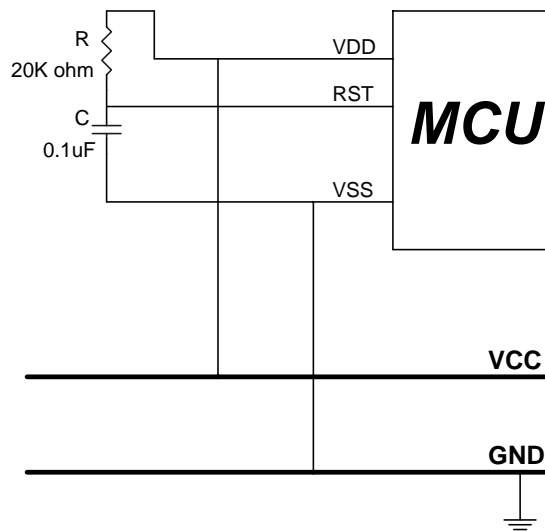 VDD
R
20K ohm
RST
C
0.1uF
MCU
VSS
VCC
GND